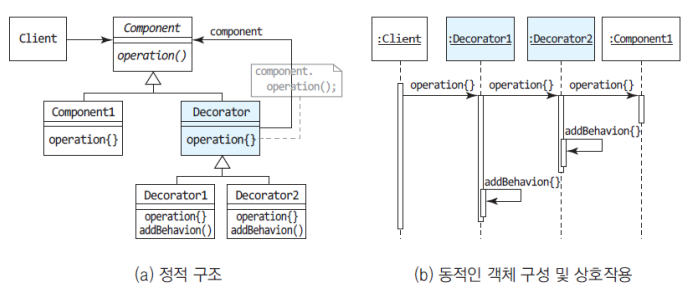 Client
Component
operation()
component
component.
operation();
Component1
operation{}
Decorator
operation{}
Decorator1
operation{}
addBehavion()
Decorator2
operation{}
addBehavion()
(a) 정적 구조
:Client
:Decorator1
:Decorator2
:Component1
operation{}
operation{}
operation{}
addBehavion{}
addBehavion{}
(b) 동적인 객체 구성 및 상호작용